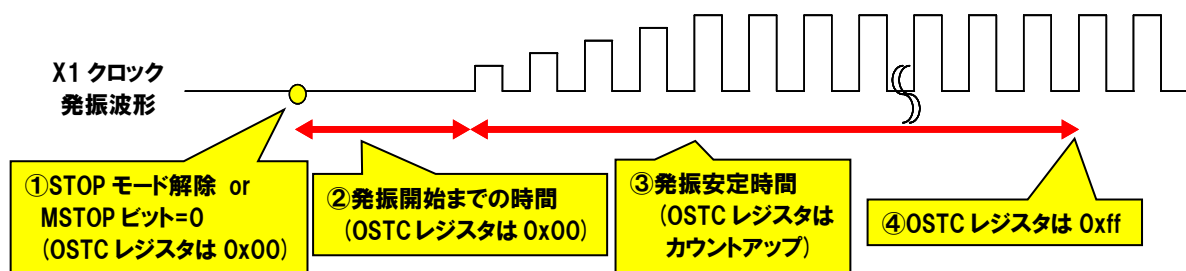 X1 クロック
発振波形
①STOP モード解除 or
MSTOP ビット=0
(OSTC レジスタは 0x00)
②発振開始までの時間
(OSTC レジスタは 0x00)
③発振安定時間
(OSTC レジスタは
カウントアップ)
④OSTC レジスタは 0xff